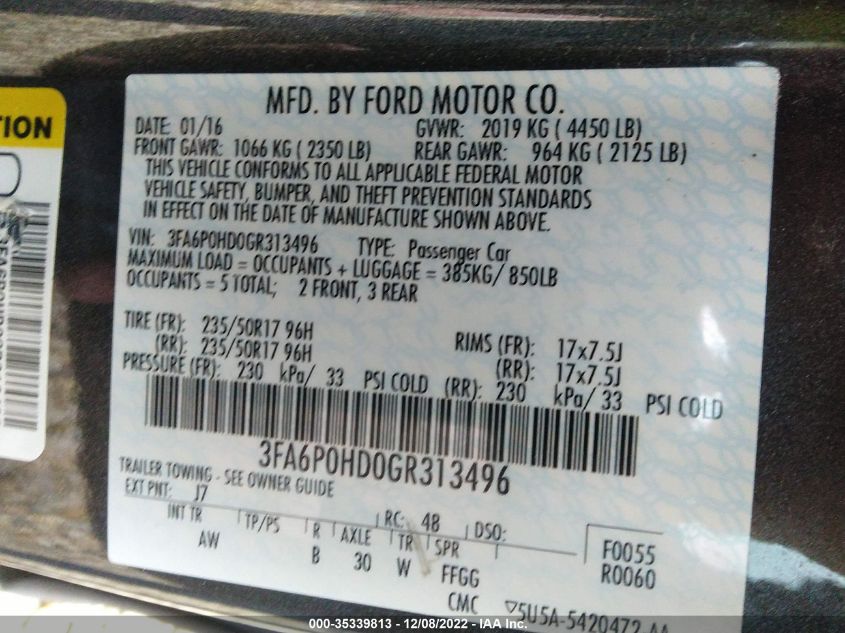 TION
MFD. BY FORD MOTOR CO.
DATE: 01/16 GVWR: 2019 KG ( 4450 LB)
FRONT GAWR: 1066 KG ( 2350 LB) REAR GAWR: 964 KG ( 2125 LB)
THIS VEHICLE CONFORMS TO ALL APPLICABLE FEDERAL MOTOR
VEHICLE SAFETY, BUMPER, AND THEFT PREVENTION STANDARDS
IN EFFECT ON THE DATE OF MANUFACTURE SHOWN ABOVE.
VIN: 3FA6P0HD0GR313496 TYPE: Passenger Car
MAXIMUM LOAD = OCCUPANTS + LUGGAGE = 385KG/ 850LB
OCCUPANTS = 5 TOTAL; 2 FRONT, 3 REAR
TIRE (FR): 235/50R17 96H RIMS (FR): 17x7.5J
(RR): 235/50R17 96H (RR): 17x7.5J
PRESSURE (FR): 230 kPa/ 33 PSI COLD (RR): 230 kPa/ 33 PSI COLD
3FA6P0HD0GR313496
TRAILER TOWING - SEE OWNER GUIDE
EXT PNT: J7 RC: 48 DSO:
INT TR TP/PS R AXLE TR SPR F0055
AW B 30 W FFGG R0060
CMC 5U5A-5420472-AA
000-35339813 - 12/08/2022 - IAA Inc.